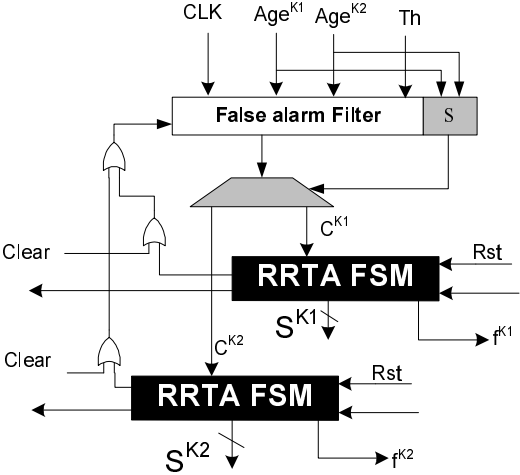 CLK Age^K1 Age^K2 Th
False alarm Filter S
C^K1
Clear
Rst
RRTA FSM
S^K1
f^K1
C^K2
Clear
Rst
RRTA FSM
S^K2
f^K2